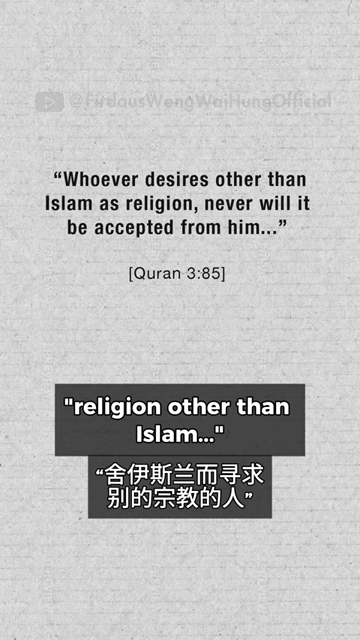 @FirdausWongWaiHungOfficial
“Whoever desires other than
Islam as religion, never will it
be accepted from him...”
[Quran 3:85]
"religion other than
Islam..."
“舍伊斯兰而寻求
别的宗教的人”